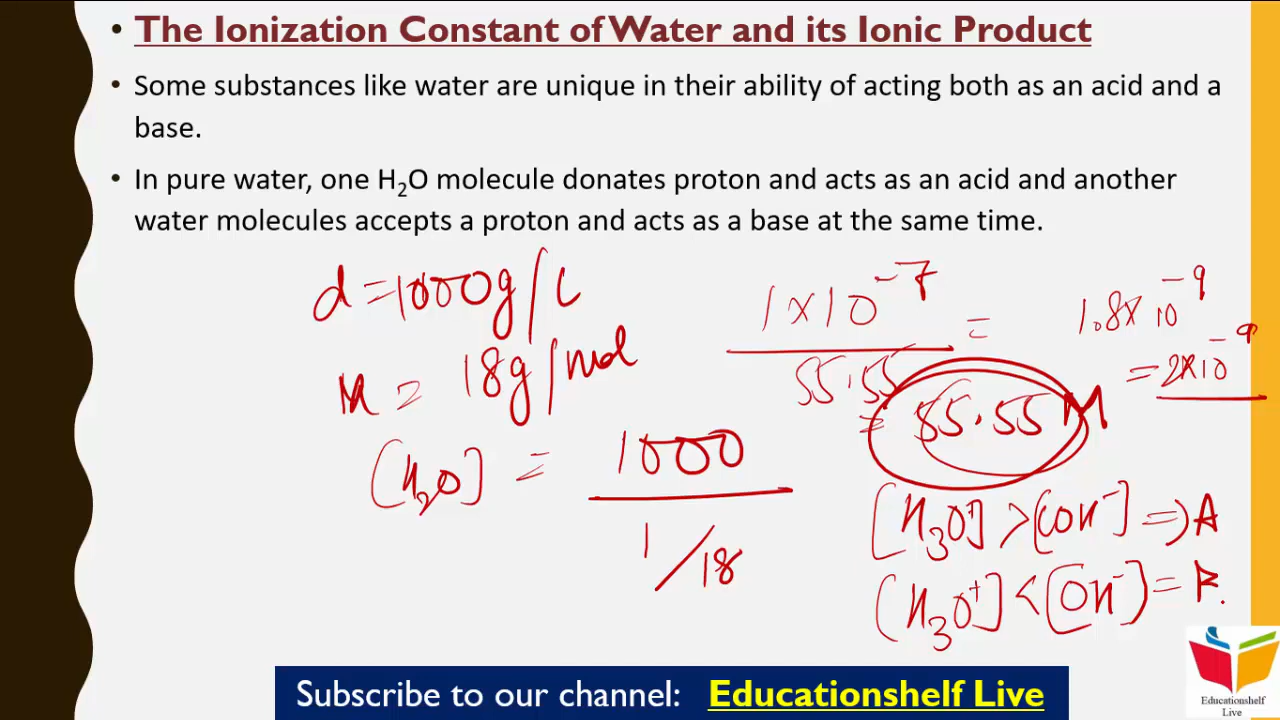 • The Ionization Constant of Water and its Ionic Product
• Some substances like water are unique in their ability of acting both as an acid and a
base.
• In pure water, one H₂O molecule donates proton and acts as an acid and another
water molecules accepts a proton and acts as a base at the same time.
d = 1000g/L
M = 18g/mol
[H₂O] = 1000
1/18
1×10⁻⁷ =
55.55
1.8×10⁻⁹
= 2×10⁻⁹
= 55.55 M
[H₃O⁺] > [OH⁻] ⇒ A
[H₃O⁺] < [OH⁻] = B.
Subscribe to our channel: Educationshelf Live
Educationshelf
Live